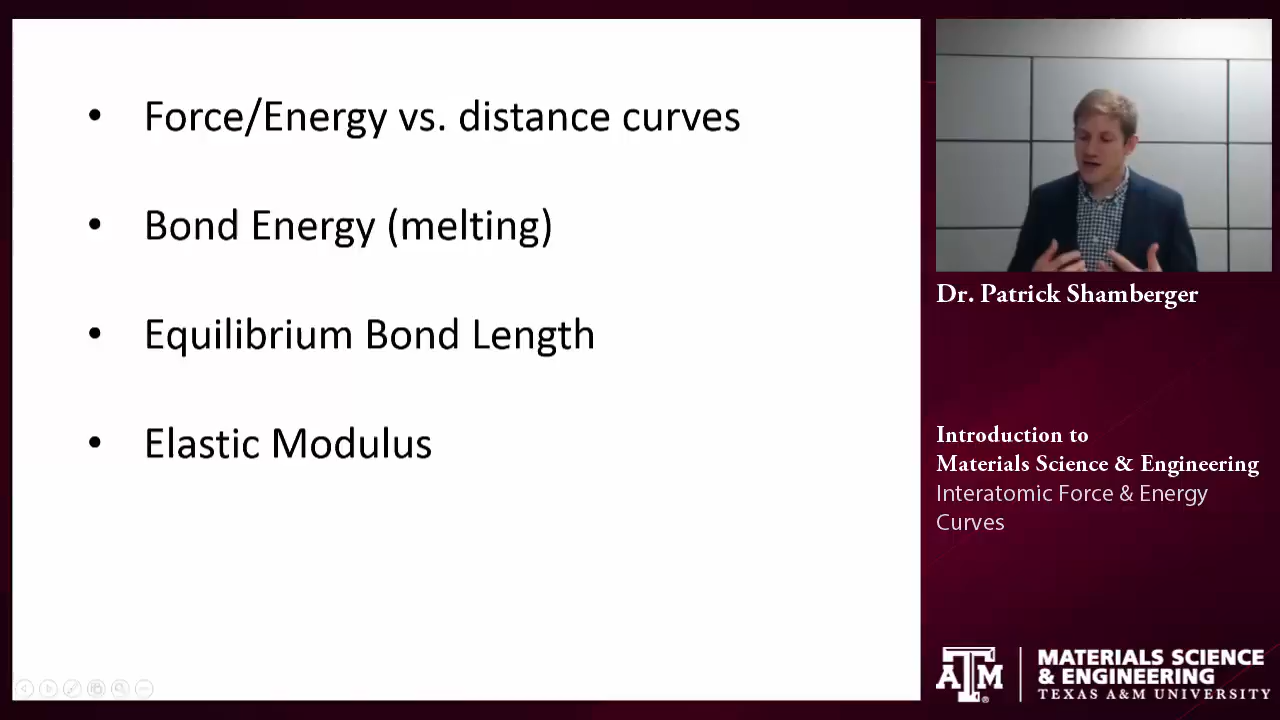 • Force/Energy vs. distance curves
• Bond Energy (melting)
• Equilibrium Bond Length
• Elastic Modulus
Dr. Patrick Shamberger
Introduction to
Materials Science & Engineering
Interatomic Force & Energy
Curves
ATM®
MATERIALS SCIENCE
& ENGINEERING
TEXAS A&M UNIVERSITY